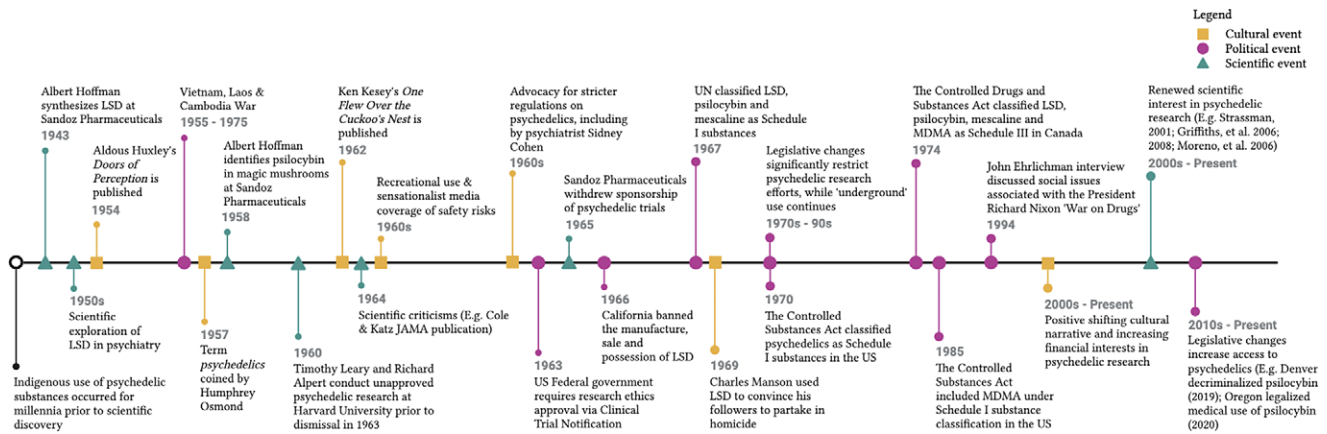 Legend
Cultural event
Political event
Scientific event
Albert Hoffman
synthesizes LSD at
Sandoz Pharmaceuticals
1943
Aldous Huxley's
Doors of
Perception is
published
1954
Vietnam, Laos &
Cambodia War
1955 - 1975
Albert Hoffman
identifies psilocybin
in magic mushrooms
at Sandoz
Pharmaceuticals
1958
Ken Kesey's One
Flew Over the
Cuckoo's Nest is
published
1962
Recreational use &
sensationalist media
coverage of safety risks
1960s
Advocacy for stricter
regulations on
psychedelics, including
by psychiatrist Sidney
Cohen
1960s
Sandoz Pharmaceuticals
withdrew sponsorship
of psychedelic trials
1965
UN classified LSD,
psilocybin and
mescaline as Schedule
I substances
1967
Legislative changes
significantly restrict
psychedelic research
efforts, while 'underground'
use continues
1970s - 90s
The Controlled Drugs and
Substances Act classified LSD,
psilocybin, mescaline and
MDMA as Schedule III in Canada
1974
John Ehrlichman interview
discussed social issues
associated with the President
Richard Nixon 'War on Drugs'
1994
Renewed scientific
interest in psychedelic
research (E.g. Strassman,
2001; Griffiths, et al. 2006;
2008; Moreno, et al. 2006)
2000s - Present
Indigenous use of psychedelic
substances occurred for
millennia prior to scientific
discovery
1950s
Scientific
exploration of
LSD in psychiatry
1957
Term
psychedelics
coined by
Humphrey
Osmond
1960
Timothy Leary and Richard
Alpert conduct unapproved
psychedelic research at
Harvard University prior to
dismissal in 1963
1964
Scientific criticisms (E.g. Cole
& Katz JAMA publication)
1963
US Federal government
requires research ethics
approval via Clinical
Trial Notification
1966
California banned
the manufacture,
sale and
possession of LSD
1969
Charles Manson used
LSD to convince his
followers to partake in
homicide
1970
The Controlled
Substances Act classified
psychedelics as Schedule
I substances in the US
1985
The Controlled
Substances Act
included MDMA under
Schedule I substance
classification in the US
2000s - Present
Positive shifting cultural
narrative and increasing
financial interests in
psychedelic research
2010s - Present
Legislative changes
increase access to
psychedelics (E.g. Denver
decriminalized psilocybin
(2019); Oregon legalized
medical use of psilocybin
(2020)